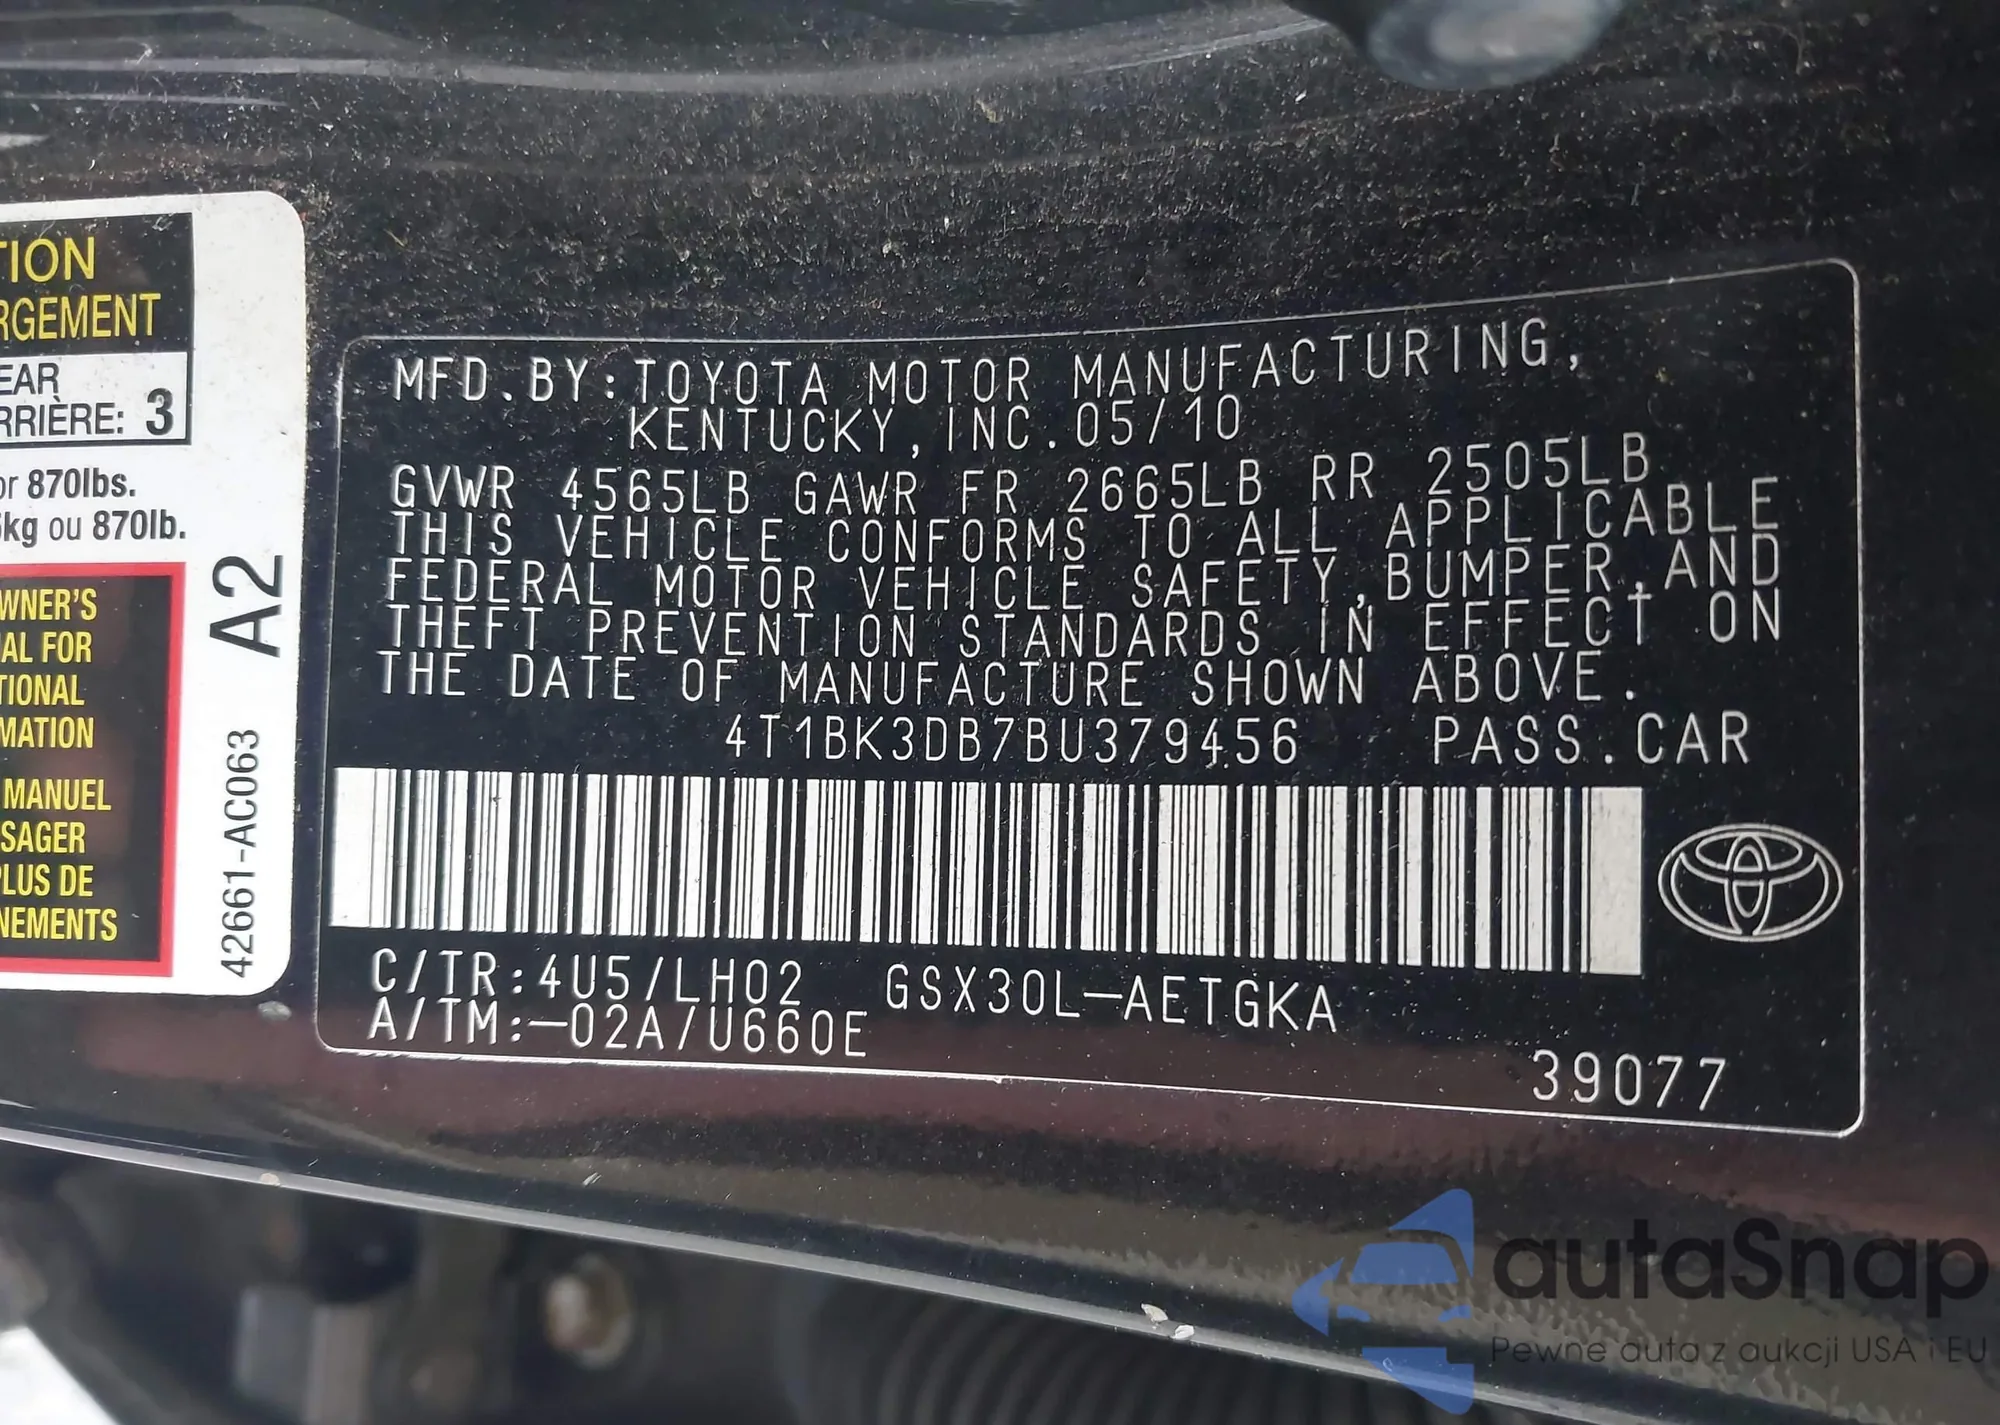 TION
RGEMENT
EAR
RRIÈRE: 3
or 870lbs.
kg ou 870lb.
WNER'S
AL FOR
TIONAL
MATION
MANUEL
SAGER
PLUS DE
NEMENTS
A2
42661-AC063
MFD.BY:TOYOTA MOTOR MANUFACTURING,
KENTUCKY,INC.05/10
GVWR 4565LB GAWR FR 2665LB RR 2505LB
THIS VEHICLE CONFORMS TO ALL APPLICABLE
FEDERAL MOTOR VEHICLE SAFETY,BUMPER,AND
THEFT PREVENTION STANDARDS IN EFFECT ON
THE DATE OF MANUFACTURE SHOWN ABOVE.
4T1BK3DB7BU379456 PASS.CAR
C/TR:4U5/LH02 GSX30L-AETGKA
A/TM:-02A/U660E
39077
autaSnap
Pewne auta z aukcji USA i EU